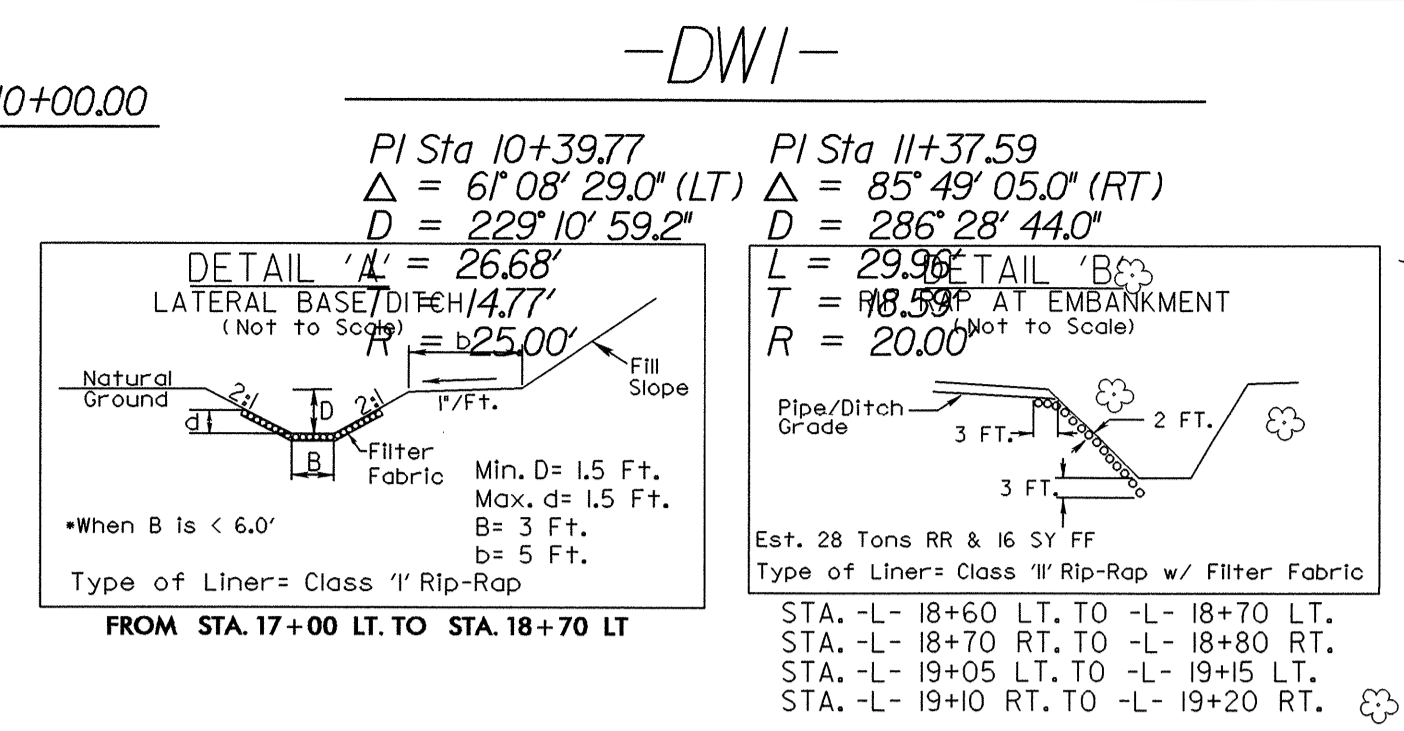 -DW1-
10+00.00
PI Sta 10+39.77
Δ = 61° 08' 29.0" (LT)
D = 229° 10' 59.2"
L = 26.68'
T = 14.77'
R = 25.00'
PI Sta 11+37.59
Δ = 85° 49' 05.0" (RT)
D = 286° 28' 44.0"
L = 29.96'
T = 18.59'
R = 20.00'
DETAIL 'A'
LATERAL BASE DITCH
(Not to Scale)
b
Fill
Slope
Natural
Ground
2:1
D
2:1
1"/Ft.
d
B
Filter
Fabric
Min. D= 1.5 Ft.
Max. d= 1.5 Ft.
B= 3 Ft.
b= 5 Ft.
*When B is < 6.0'
Type of Liner= Class 'I' Rip-Rap
FROM STA. 17+00 LT. TO STA. 18+70 LT
DETAIL 'B'
RIP RAP AT EMBANKMENT
(Not to Scale)
Pipe/Ditch
Grade
3 FT.
2 FT.
3 FT.
Est. 28 Tons RR & 16 SY FF
Type of Liner= Class 'II' Rip-Rap w/ Filter Fabric
STA. -L- 18+60 LT. TO -L- 18+70 LT.
STA. -L- 18+70 RT. TO -L- 18+80 RT.
STA. -L- 19+05 LT. TO -L- 19+15 LT.
STA. -L- 19+10 RT. TO -L- 19+20 RT.